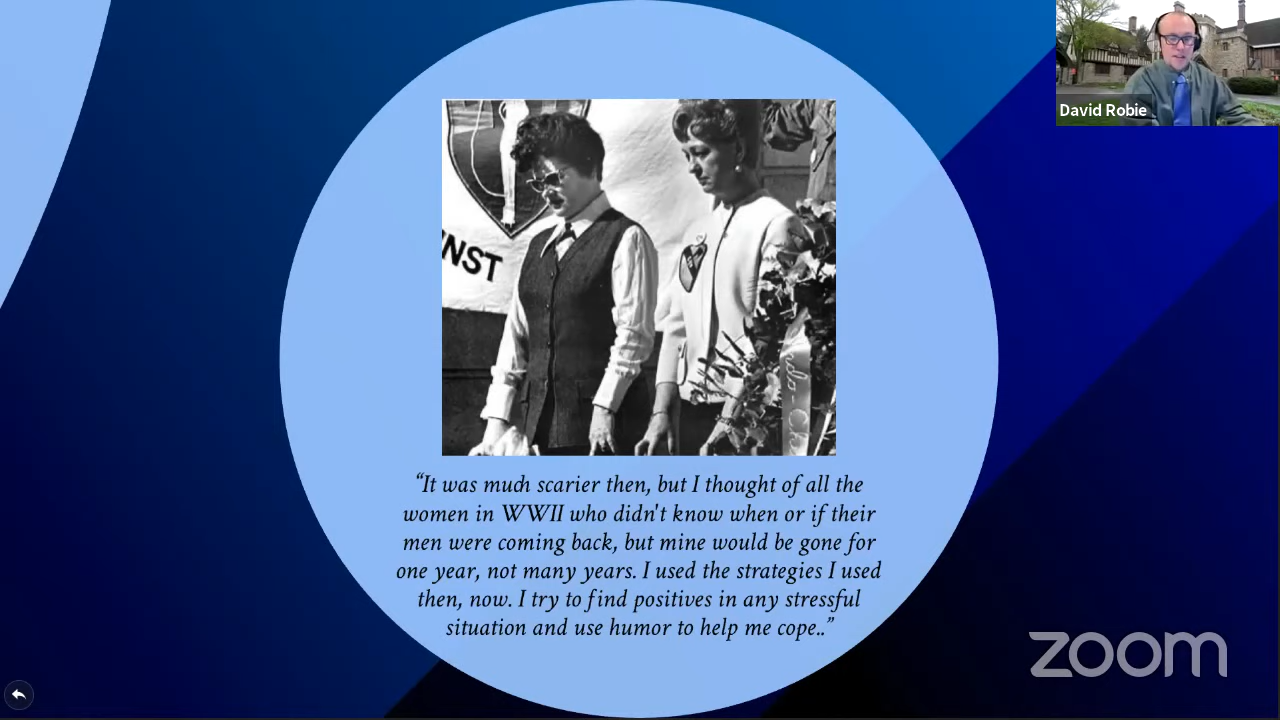 David Robie
NST
"It was much scarier then, but I thought of all the
women in WWII who didn't know when or if their
men were coming back, but mine would be gone for
one year, not many years. I used the strategies I used
then, now. I try to find positives in any stressful
situation and use humor to help me cope.."
zoom